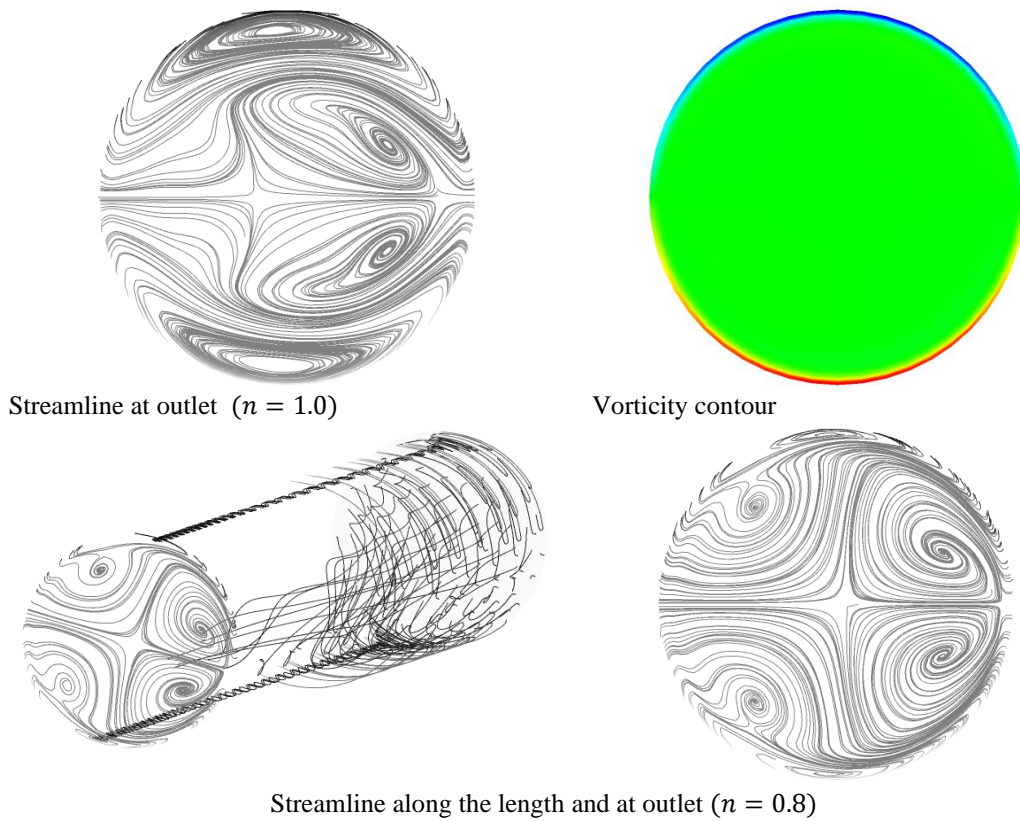 Streamline at outlet (𝑛 = 1.0)
Vorticity contour
Streamline along the length and at outlet (𝑛 = 0.8)